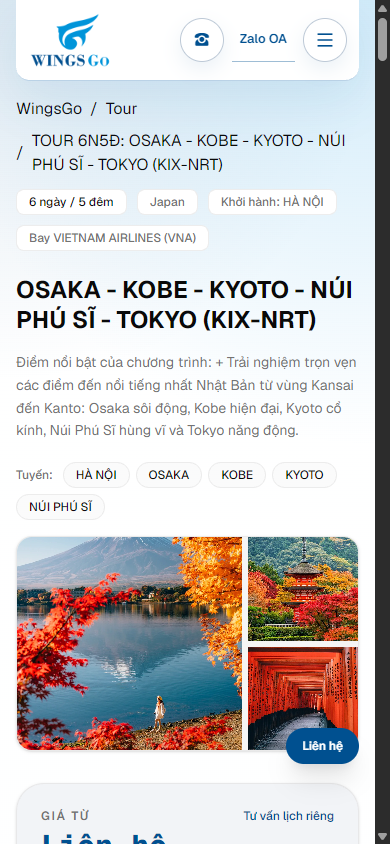 WINGS Go
Zalo OA
WingsGo / Tour
/ TOUR 6N5Đ: OSAKA - KOBE - KYOTO - NÚI
PHÚ SĨ - TOKYO (KIX-NRT)
6 ngày / 5 đêm
Japan
Khởi hành: HÀ NỘI
Bay VIETNAM AIRLINES (VNA)
OSAKA - KOBE - KYOTO - NÚI
PHÚ SĨ - TOKYO (KIX-NRT)
Điểm nổi bật của chương trình: + Trải nghiệm trọn vẹn
các điểm đến nổi tiếng nhất Nhật Bản từ vùng Kansai
đến Kanto: Osaka sôi động, Kobe hiện đại, Kyoto cổ
kính, Núi Phú Sĩ hùng vĩ và Tokyo năng động.
Tuyến:
HÀ NỘI
OSAKA
KOBE
KYOTO
NÚI PHÚ SĨ
Liên hệ
GIÁ TỪ
Tư vấn lịch riêng
Liên hệ